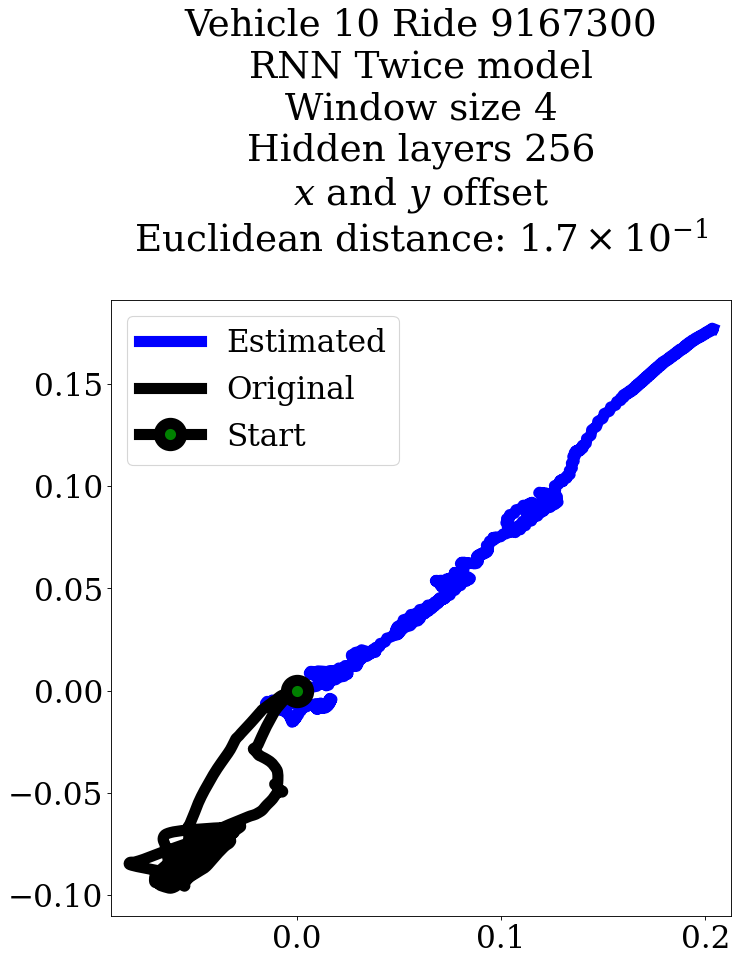 Vehicle 10 Ride 9167300
RNN Twice model
Window size 4
Hidden layers 256
x and y offset
Euclidean distance: 1.7 × 10⁻¹
Estimated
Original
Start
0.15
0.10
0.05
0.00
−0.05
−0.10
0.0 0.1 0.2